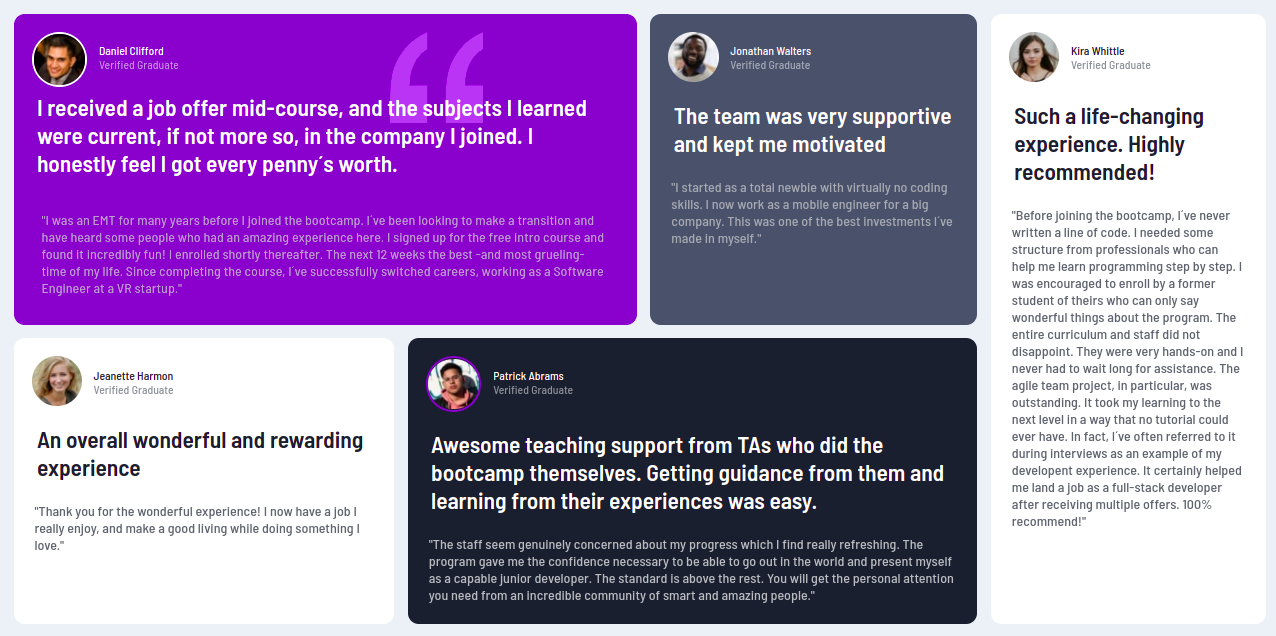 Daniel Clifford
Verified Graduate
I received a job offer mid-course, and the subjects I learned
were current, if not more so, in the company I joined. I
honestly feel I got every penny´s worth.
"I was an EMT for many years before I joined the bootcamp. I´ve been looking to make a transition and
have heard some people who had an amazing experience here. I signed up for the free intro course and
found it incredibly fun! I enrolled shortly thereafter. The next 12 weeks the best -and most grueling-
time of my life. Since completing the course, I´ve successfully switched careers, working as a Software
Engineer at a VR startup."
Jonathan Walters
Verified Graduate
The team was very supportive
and kept me motivated
"I started as a total newbie with virtually no coding
skills. I now work as a mobile engineer for a big
company. This was one of the best investments I´ve
made in myself."
Kira Whittle
Verified Graduate
Such a life-changing
experience. Highly
recommended!
"Before joining the bootcamp, I´ve never
written a line of code. I needed some
structure from professionals who can
help me learn programming step by step. I
was encouraged to enroll by a former
student of theirs who can only say
wonderful things about the program. The
entire curriculum and staff did not
disappoint. They were very hands-on and I
never had to wait long for assistance. The
agile team project, in particular, was
outstanding. It took my learning to the
next level in a way that no tutorial could
ever have. In fact, I´ve often referred to it
during interviews as an example of my
developent experience. It certainly helped
me land a job as a full-stack developer
after receiving multiple offers. 100%
recommend!"
Jeanette Harmon
Verified Graduate
An overall wonderful and rewarding
experience
"Thank you for the wonderful experience! I now have a job I
really enjoy, and make a good living while doing something I
love."
Patrick Abrams
Verified Graduate
Awesome teaching support from TAs who did the
bootcamp themselves. Getting guidance from them and
learning from their experiences was easy.
"The staff seem genuinely concerned about my progress which I find really refreshing. The
program gave me the confidence necessary to be able to go out in the world and present myself
as a capable junior developer. The standard is above the rest. You will get the personal attention
you need from an incredible community of smart and amazing people."